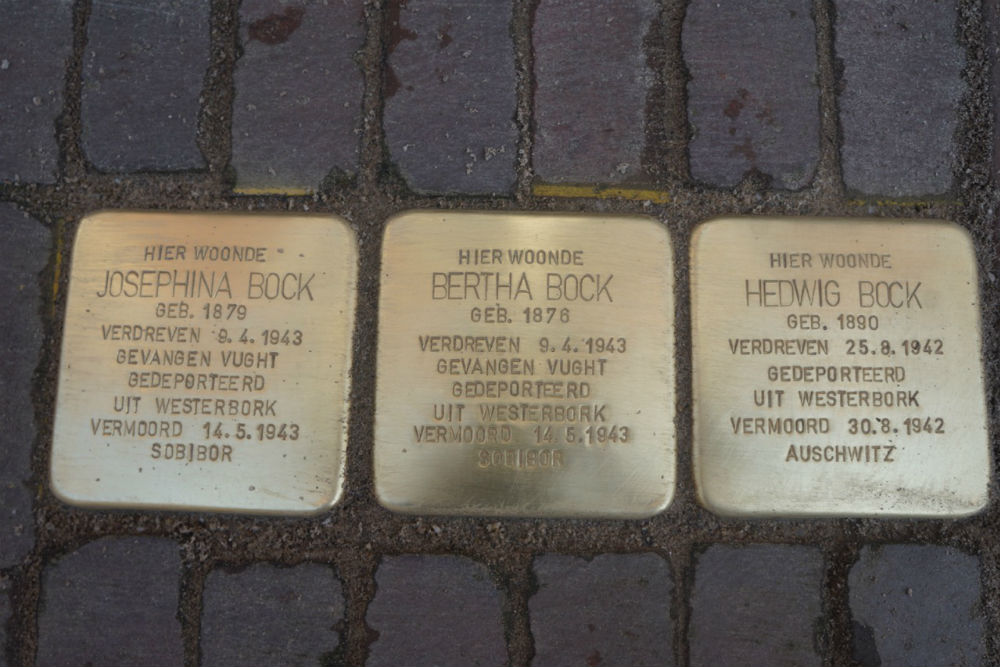 HIER WOONDE
JOSEPHINA BOCK
GEB. 1879
VERDREVEN 9.4.1943
GEVANGEN VUGHT
GEDEPORTEERD
UIT WESTERBORK
VERMOORD 14.5.1943
SOBIBOR
HIER WOONDE
BERTHA BOCK
GEB. 1876
VERDREVEN 9.4.1943
GEVANGEN VUGHT
GEDEPORTEERD
UIT WESTERBORK
VERMOORD 14.5.1943
SOBIBOR
HIER WOONDE
HEDWIG BOCK
GEB. 1890
VERDREVEN 25.8.1942
GEDEPORTEERD
UIT WESTERBORK
VERMOORD 30.8.1942
AUSCHWITZ